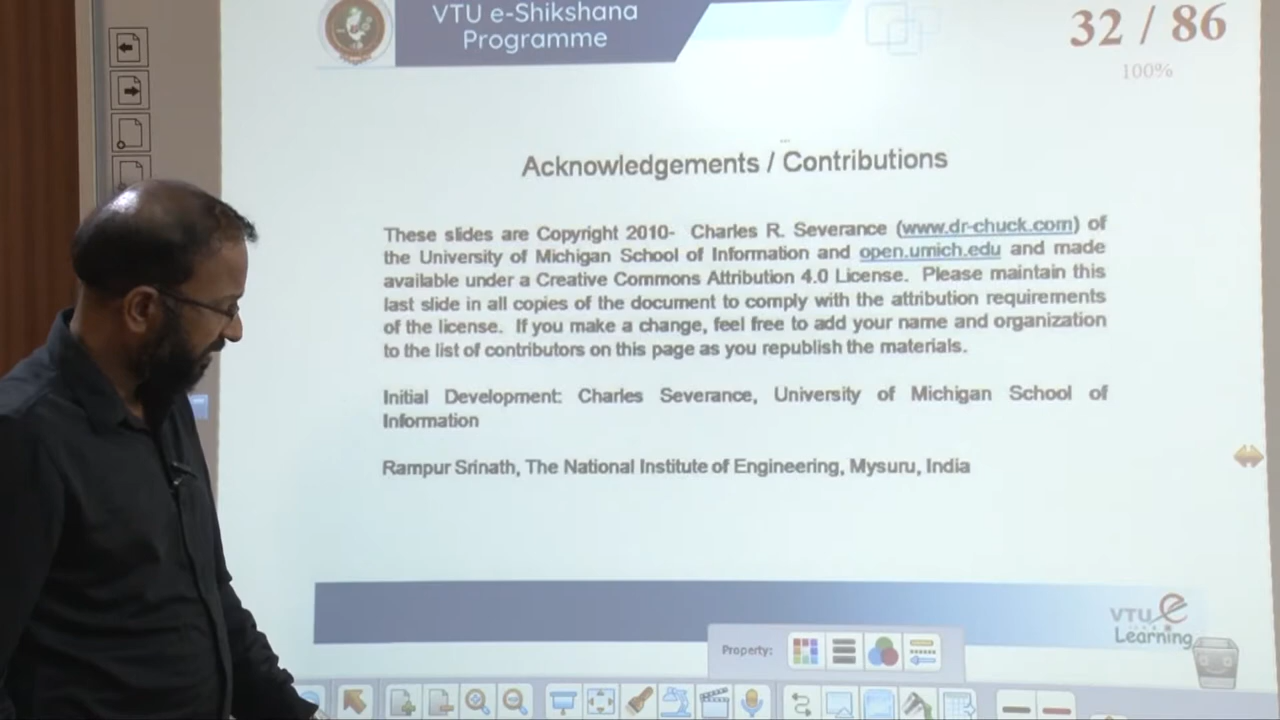 VTU e-Shikshana
Programme
32 / 86
100%
Acknowledgements / Contributions
These slides are Copyright 2010- Charles R. Severance (www.dr-chuck.com) of
the University of Michigan School of Information and open.umich.edu and made
available under a Creative Commons Attribution 4.0 License. Please maintain this
last slide in all copies of the document to comply with the attribution requirements
of the license. If you make a change, feel free to add your name and organization
to the list of contributors on this page as you republish the materials.
Initial Development: Charles Severance, University of Michigan School of
Information
Rampur Srinath, The National Institute of Engineering, Mysuru, India
VTU e
Learning
Property: